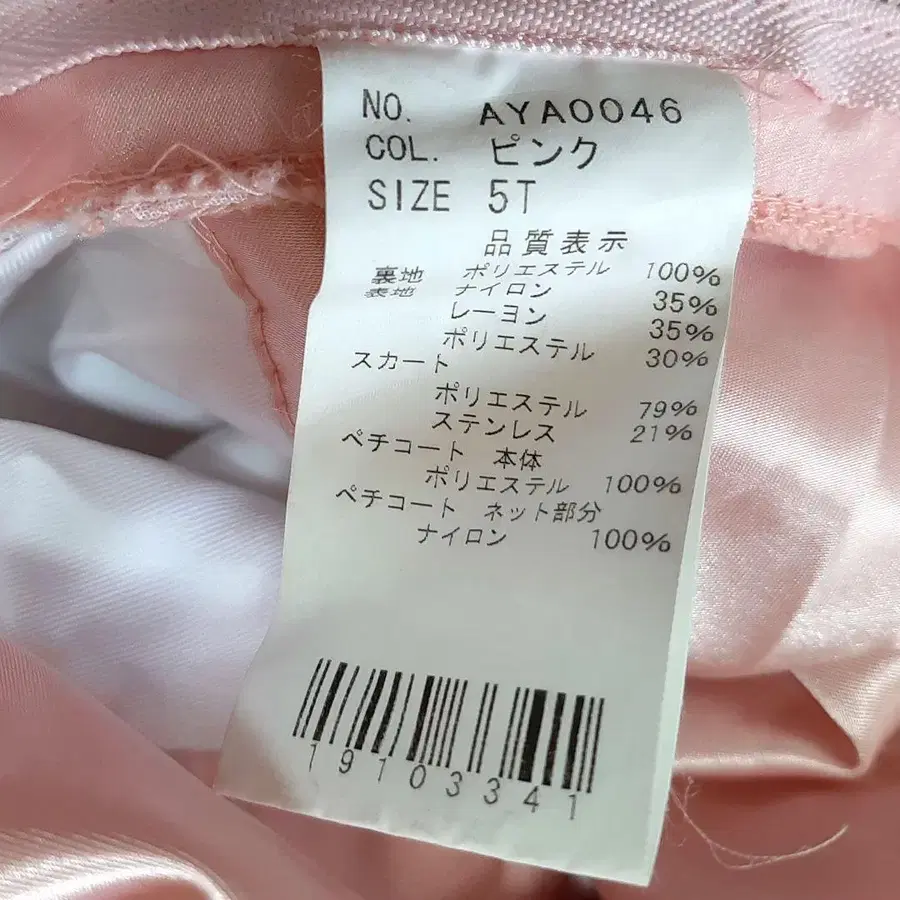 NO. AYA0046
COL. ピンク
SIZE 5T
品質表示
裏地 ポリエステル 100%
表地 ナイロン 35%
レーヨン 35%
ポリエステル 30%
スカート
ポリエステル 79%
ステンレス 21%
ペチコート 本体
ポリエステル 100%
ペチコート ネット部分
ナイロン 100%
19103341